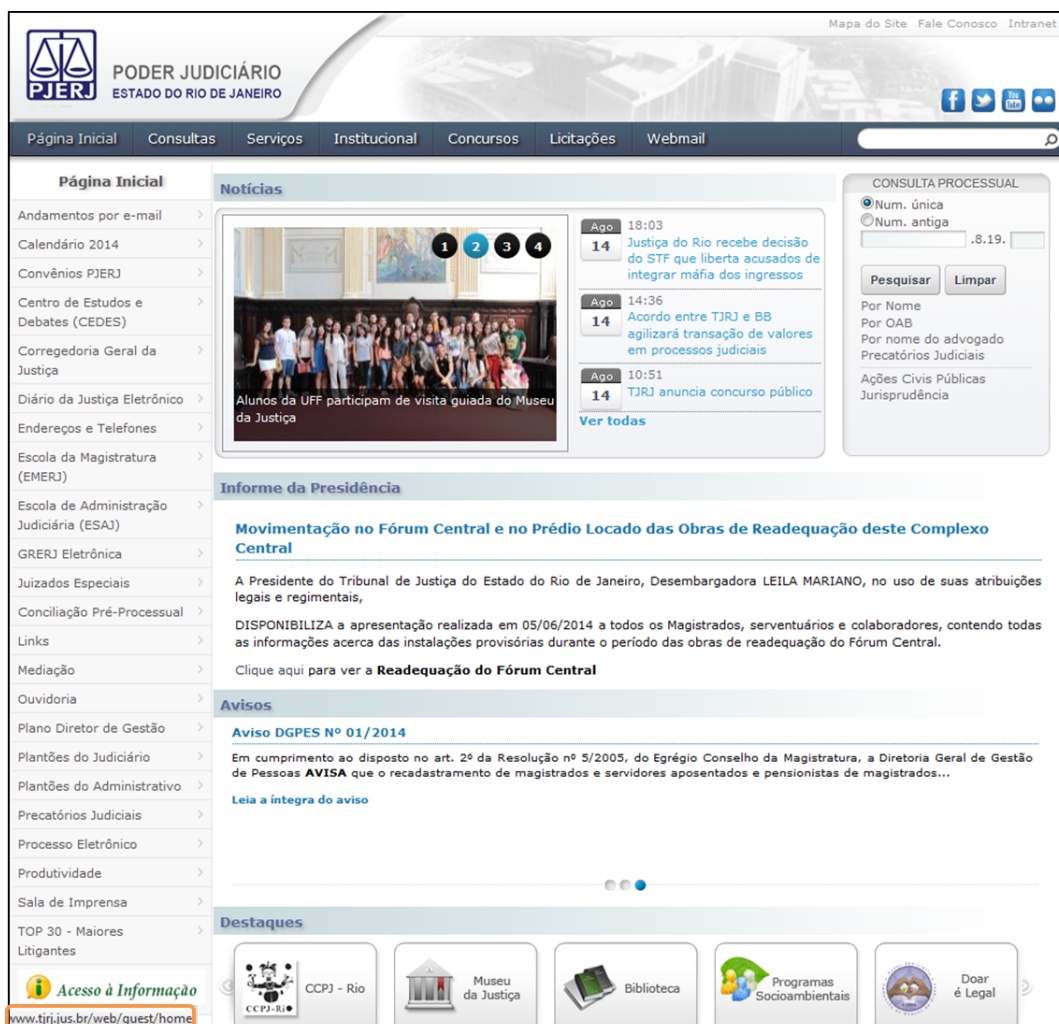 Mapa do Site Fale Conosco Intranet
PJERJ
PODER JUDICIÁRIO
ESTADO DO RIO DE JANEIRO
You
Tube
Página Inicial Consultas Serviços Institucional Concursos Licitações Webmail
Página Inicial
Andamentos por e-mail
Calendário 2014
Convênios PJERJ
Centro de Estudos e
Debates (CEDES)
Corregedoria Geral da
Justiça
Diário da Justiça Eletrônico
Endereços e Telefones
Escola da Magistratura
(EMERJ)
Escola de Administração
Judiciária (ESAJ)
GRERJ Eletrônica
Juizados Especiais
Conciliação Pré-Processual
Links
Mediação
Ouvidoria
Plano Diretor de Gestão
Plantões do Judiciário
Plantões do Administrativo
Precatórios Judiciais
Processo Eletrônico
Produtividade
Sala de Imprensa
TOP 30 - Maiores
Litigantes
Acesso à Informação
www.tjrj.jus.br/web/guest/home
Notícias
1 2 3 4
Alunos da UFF participam de visita guiada do Museu
da Justiça
Ago
14
18:03
Justiça do Rio recebe decisão
do STF que liberta acusados de
integrar máfia dos ingressos
Ago
14
14:36
Acordo entre TJRJ e BB
agilizará transação de valores
em processos judiciais
Ago
14
10:51
TJRJ anuncia concurso público
Ver todas
CONSULTA PROCESSUAL
Num. única
Num. antiga
.8.19.
Pesquisar Limpar
Por Nome
Por OAB
Por nome do advogado
Precatórios Judiciais
Ações Civis Públicas
Jurisprudência
Informe da Presidência
Movimentação no Fórum Central e no Prédio Locado das Obras de Readequação deste Complexo
Central
A Presidente do Tribunal de Justiça do Estado do Rio de Janeiro, Desembargadora LEILA MARIANO, no uso de suas atribuições
legais e regimentais,
DISPONIBILIZA a apresentação realizada em 05/06/2014 a todos os Magistrados, serventuários e colaboradores, contendo todas
as informações acerca das instalações provisórias durante o período das obras de readequação do Fórum Central.
Clique aqui para ver a Readequação do Fórum Central
Avisos
Aviso DGPES Nº 01/2014
Em cumprimento ao disposto no art. 2º da Resolução nº 5/2005, do Egrégio Conselho da Magistratura, a Diretoria Geral de Gestão
de Pessoas AVISA que o recadastramento de magistrados e servidores aposentados e pensionistas de magistrados...
Leia a íntegra do aviso
Destaques
CCPJ-Rio
CCPJ - Rio
Museu
da Justiça
Biblioteca
Programas
Socioambientais
Doar
é Legal